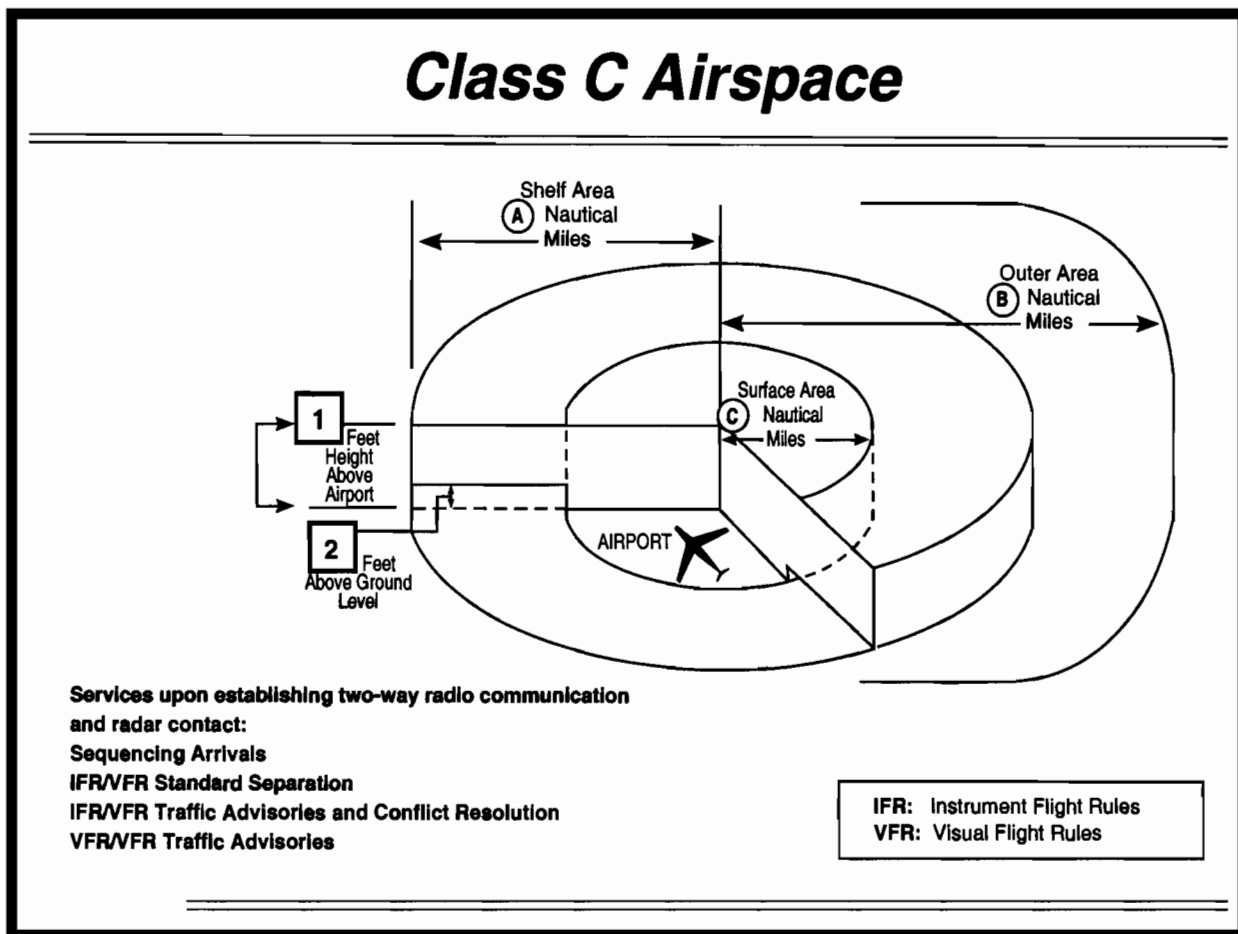 Class C Airspace
Shelf Area
A Nautical
Miles
Outer Area
B Nautical
Miles
Surface Area
C Nautical
Miles
1
Feet
Height
Above
Airport
2
Feet
Above Ground
Level
AIRPORT
Services upon establishing two-way radio communication
and radar contact:
Sequencing Arrivals
IFR/VFR Standard Separation
IFR/VFR Traffic Advisories and Conflict Resolution
VFR/VFR Traffic Advisories
IFR: Instrument Flight Rules
VFR: Visual Flight Rules